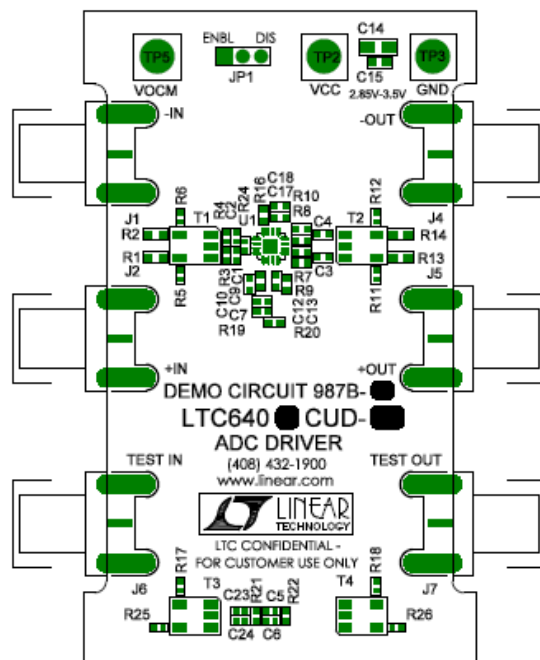 ENBL DIS
C14
TP5
TP2
TP3
JP1
C15
VOCM
VCC
2.85V-3.5V
GND
-IN
-OUT
C18
C17
R16
R10
R8
R6
R4
C2
R24
U1
C4
R12
J1
T1
T2
J4
R2
R14
R1
R13
J2
J5
R5
R3
C1
C3
R7
R9
R11
C10
C9
C7
C12
C13
R19
R20
+IN
+OUT
DEMO CIRCUIT 987B-
LTC640 CUD-
ADC DRIVER
TEST IN
(408) 432-1900
TEST OUT
www.linear.com
LT LINEAR
TECHNOLOGY
LTC CONFIDENTIAL -
FOR CUSTOMER USE ONLY
R17
R18
J6
T3
T4
J7
C23
R21
C5
R22
R25
C24
C6
R26